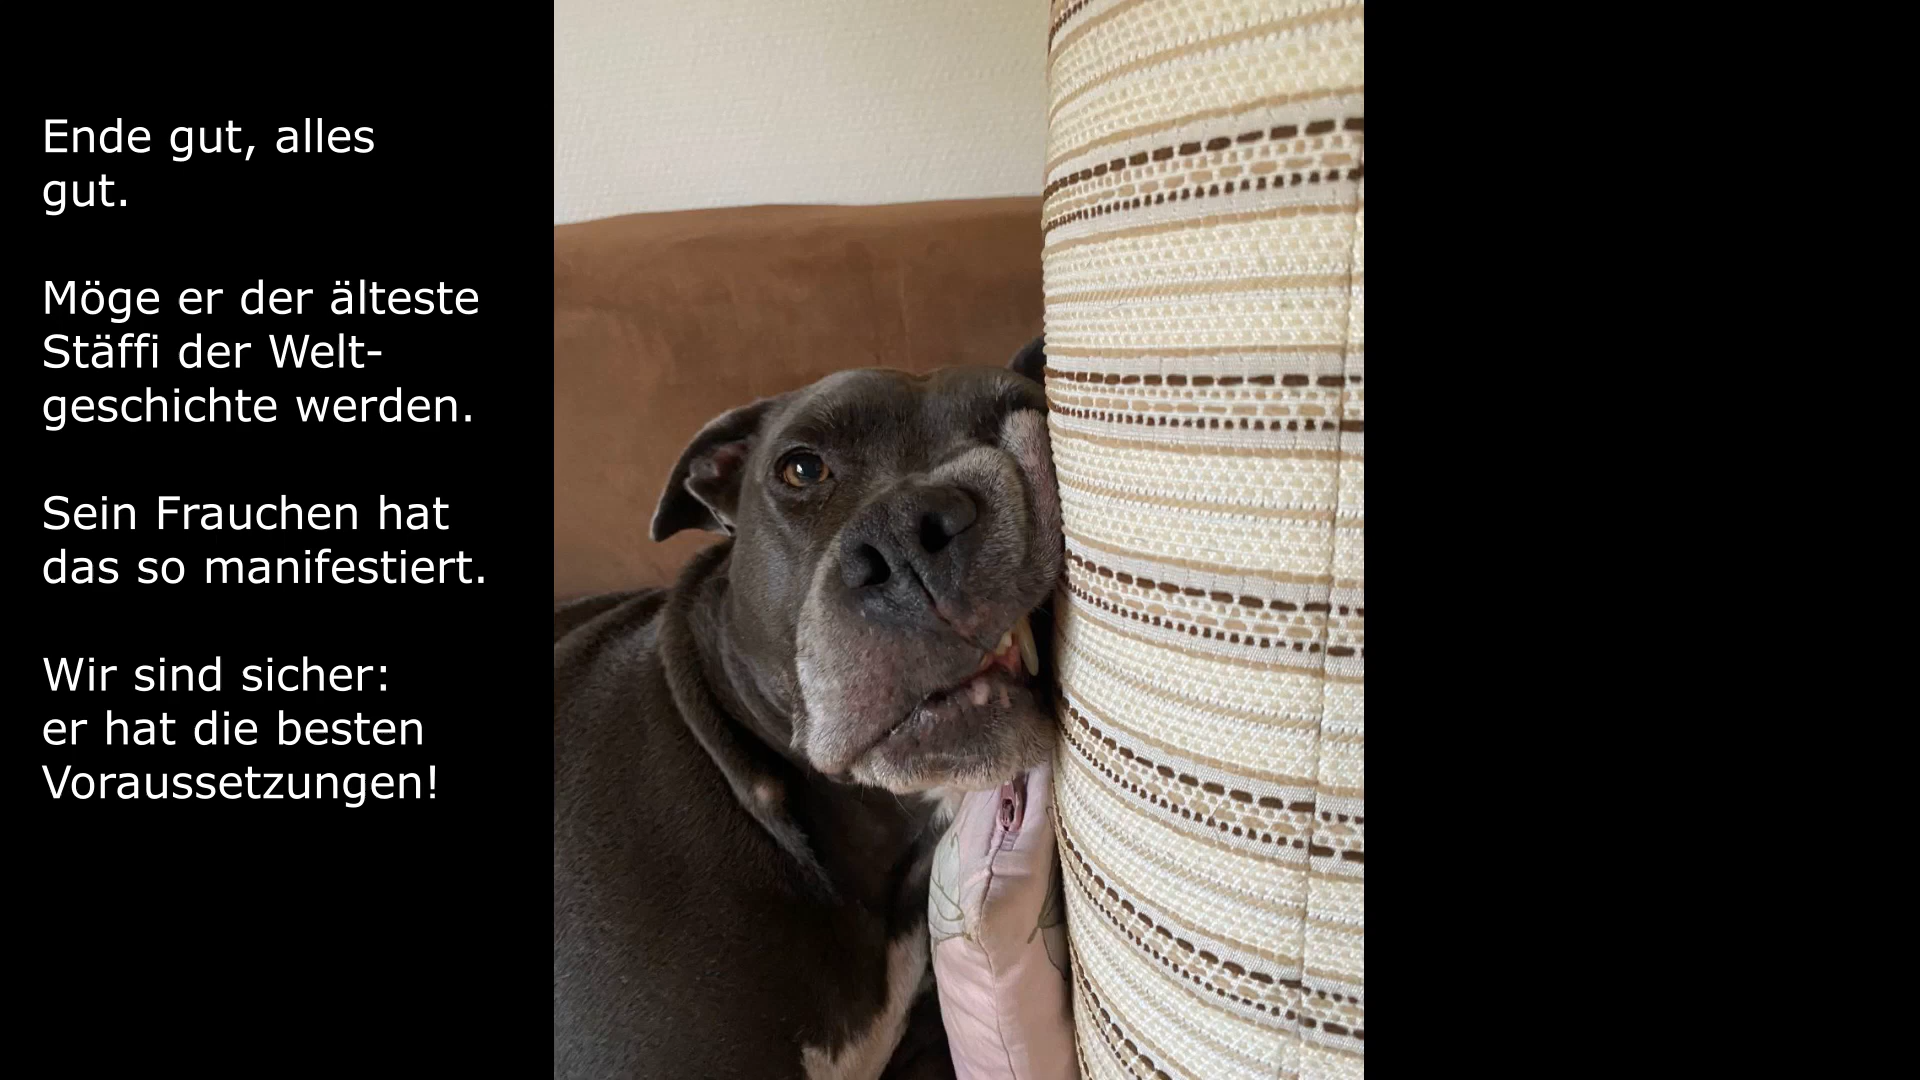 Ende gut, alles
gut.
Möge er der älteste
Stäffi der Welt-
geschichte werden.
Sein Frauchen hat
das so manifestiert.
Wir sind sicher:
er hat die besten
Voraussetzungen!